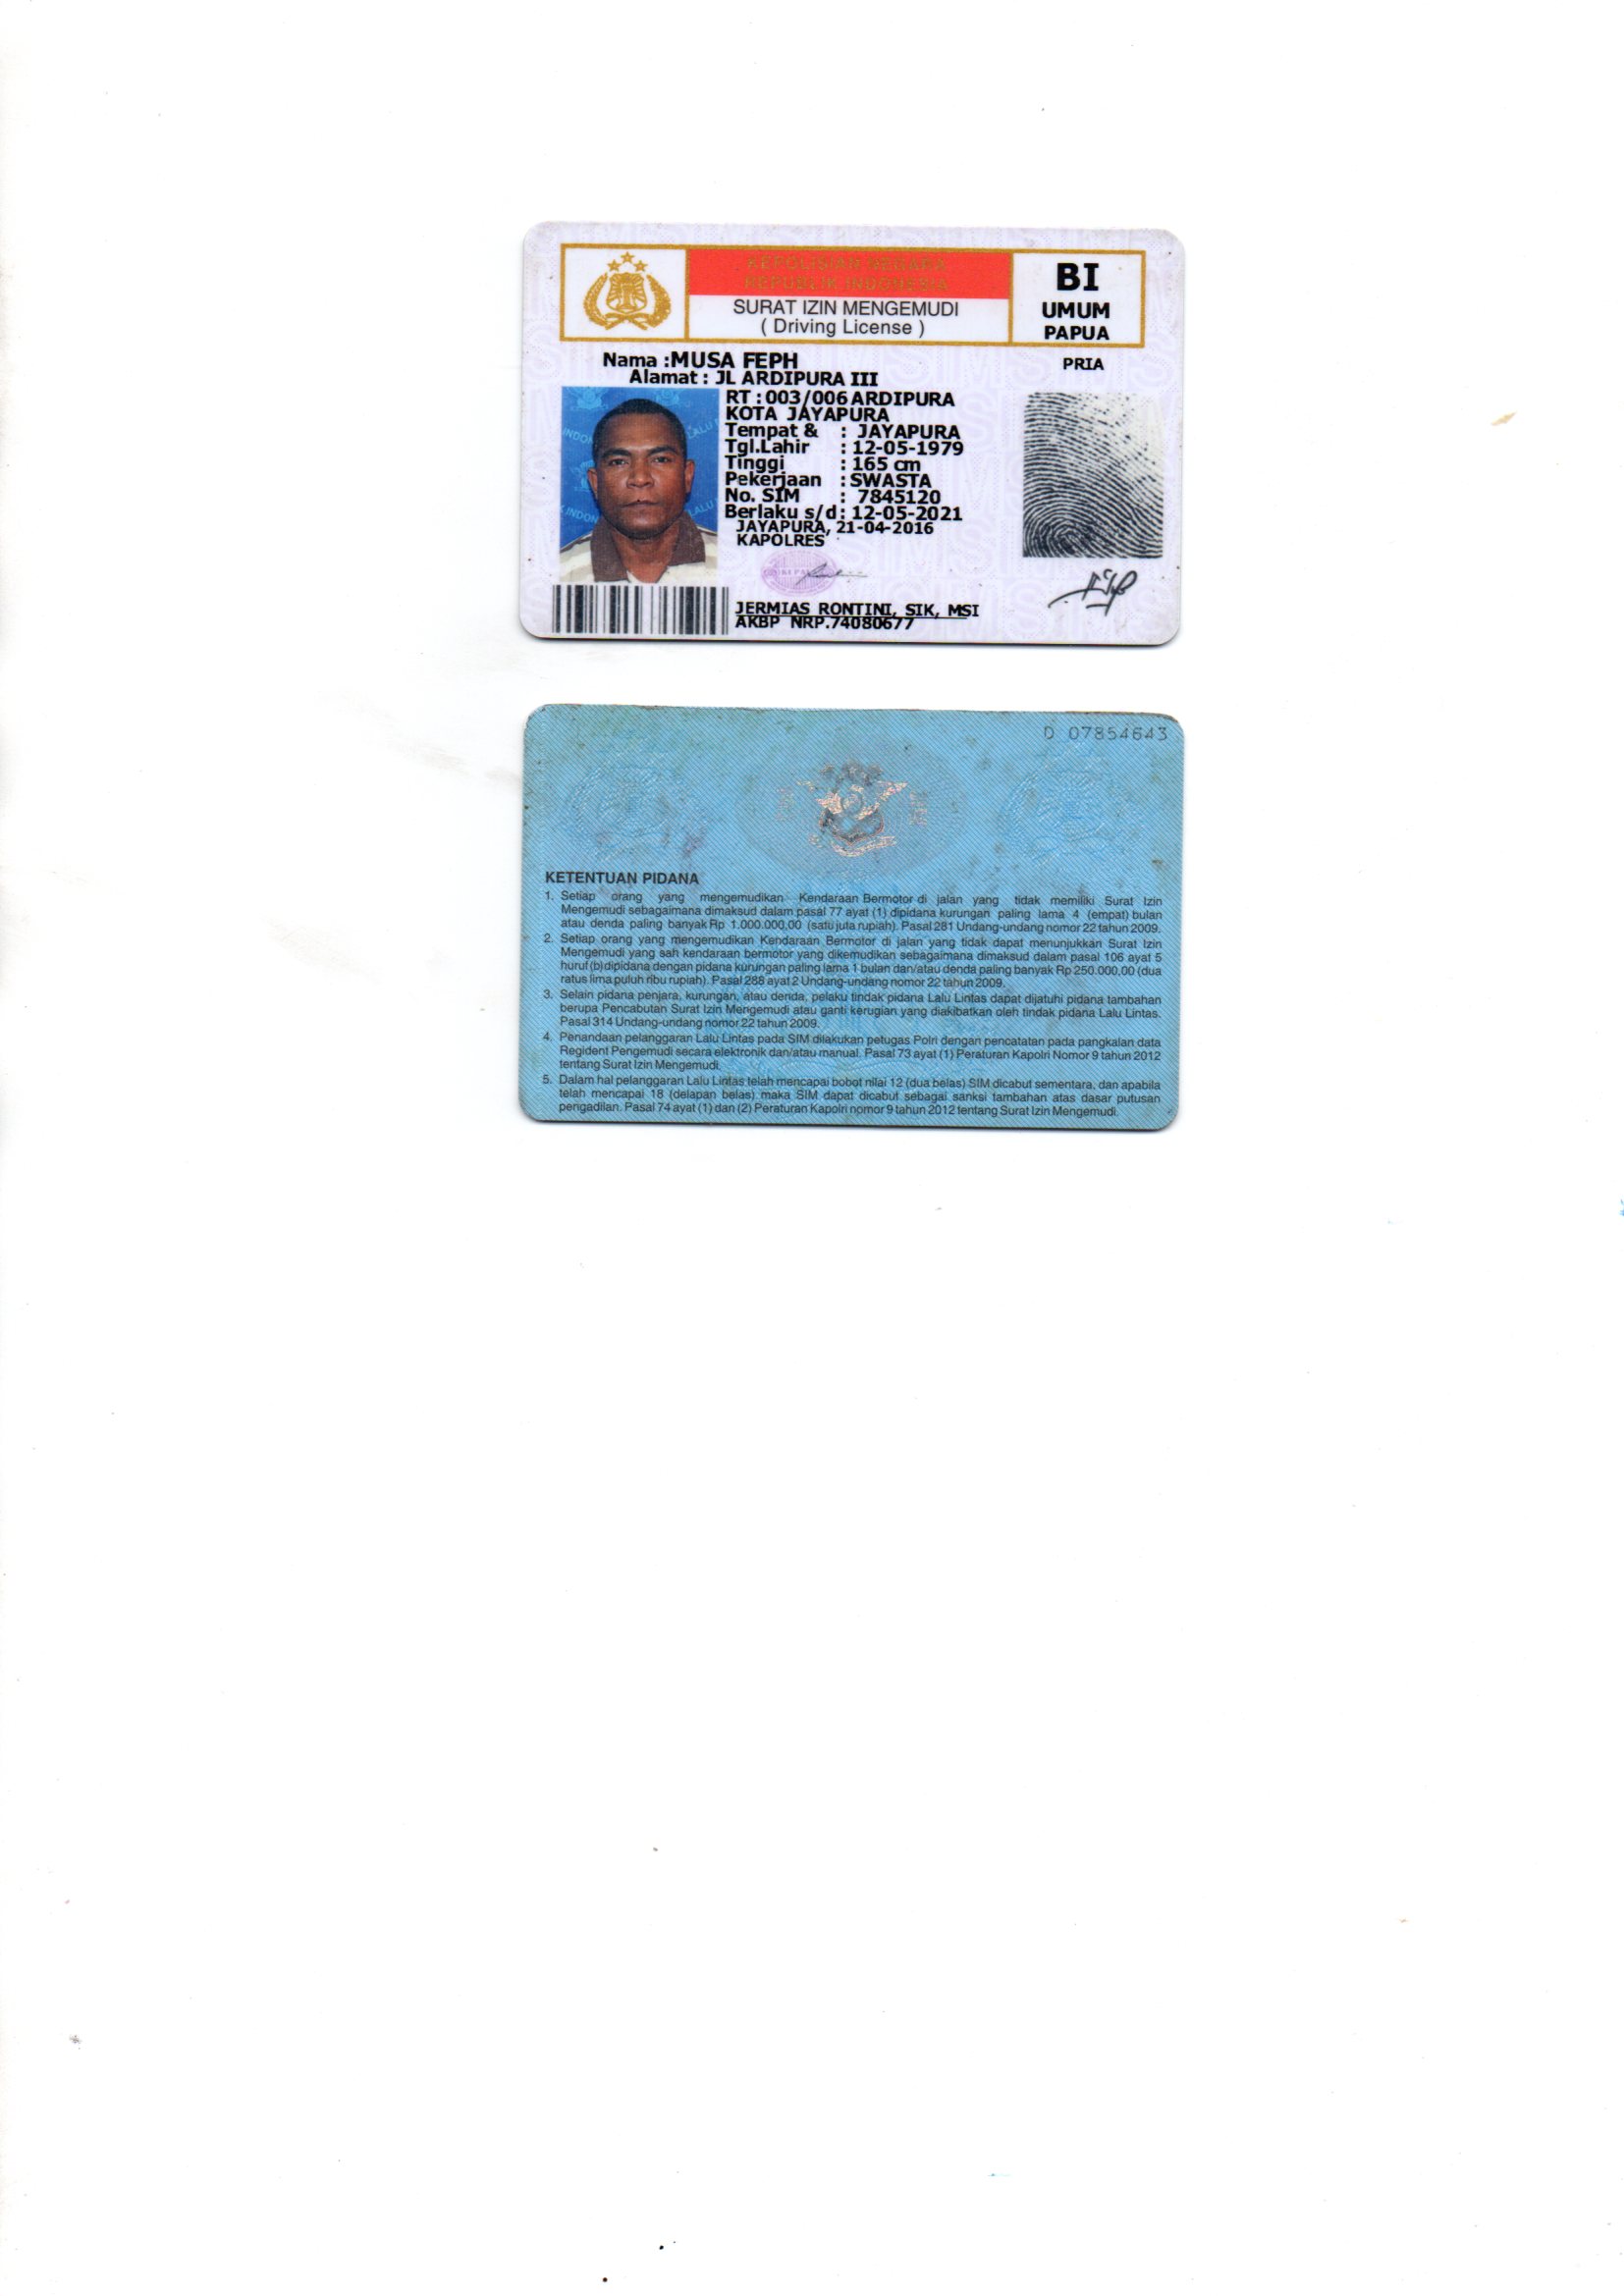 KEPOLISIAN NEGARA
REPUBLIK INDONESIA
SURAT IZIN MENGEMUDI
( Driving License )
BI
UMUM
PAPUA
Nama :MUSA FEPH
PRIA
Alamat : JL ARDIPURA III
RT : 003/006 ARDIPURA
KOTA JAYAPURA
Tempat & : JAYAPURA
Tgl.Lahir : 12-05-1979
Tinggi : 165 cm
Pekerjaan : SWASTA
No. SIM : 7845120
Berlaku s/d : 12-05-2021
JAYAPURA, 21-04-2016
KAPOLRES
JERMIAS RONTINI, SIK, MSI
AKBP NRP.74080677
D 07854643
KETENTUAN PIDANA
1. Setiap orang yang mengemudikan Kendaraan Bermotor di jalan yang tidak memiliki Surat Izin
Mengemudi sebagaimana dimaksud dalam pasal 77 ayat (1) dipidana kurungan paling lama 4 (empat) bulan
atau denda paling banyak Rp 1.000.000,00 (satu juta rupiah). Pasal 281 Undang-undang nomor 22 tahun 2009.
2. Setiap orang yang mengemudikan Kendaraan Bermotor di jalan yang tidak dapat menunjukkan Surat Izin
Mengemudi yang sah kendaraan bermotor yang dikemudikan sebagaimana dimaksud dalam pasal 106 ayat 5
huruf (b) dipidana dengan pidana kurungan paling lama 1 bulan dan/atau denda paling banyak Rp 250.000,00 (dua
ratus lima puluh ribu rupiah). Pasal 288 ayat 2 Undang-undang nomor 22 tahun 2009.
3. Selain pidana penjara, kurungan, atau denda, pelaku tindak pidana Lalu Lintas dapat dijatuhi pidana tambahan
berupa Pencabutan Surat Izin Mengemudi atau ganti kerugian yang diakibatkan oleh tindak pidana Lalu Lintas.
Pasal 314 Undang-undang nomor 22 tahun 2009.
4. Penandaan pelanggaran Lalu Lintas pada SIM dilakukan petugas Polri dengan pencatatan pada pangkalan data
Regident Pengemudi secara elektronik dan/atau manual. Pasal 73 ayat (1) Peraturan Kapolri Nomor 9 tahun 2012
tentang Surat Izin Mengemudi.
5. Dalam hal pelanggaran Lalu Lintas telah mencapai bobot nilai 12 (dua belas) SIM dicabut sementara, dan apabila
telah mencapai 18 (delapan belas) maka SIM dapat dicabut sebagai sanksi tambahan atas dasar putusan
pengadilan. Pasal 74 ayat (1) dan (2) Peraturan Kapolri nomor 9 tahun 2012 tentang Surat Izin Mengemudi.